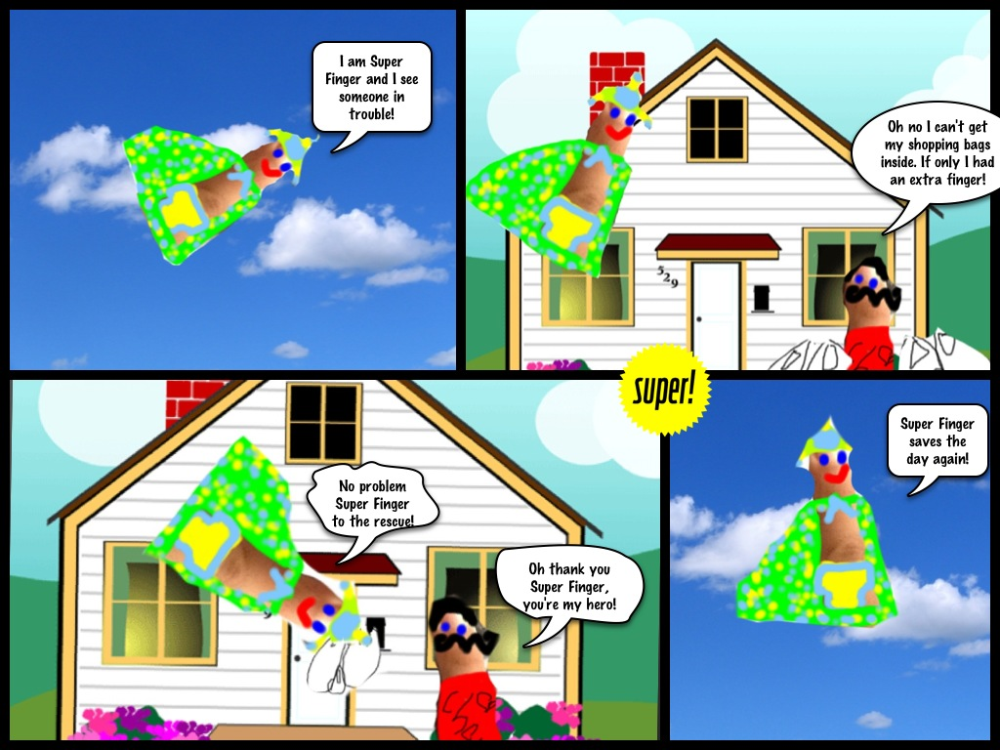 I am Super
Finger and I see
someone in
trouble!
Oh no I can't get
my shopping bags
inside. If only I had
an extra finger!
529
super!
No problem
Super Finger
to the rescue!
Oh thank you
Super Finger,
you're my hero!
Super Finger
saves the
day again!